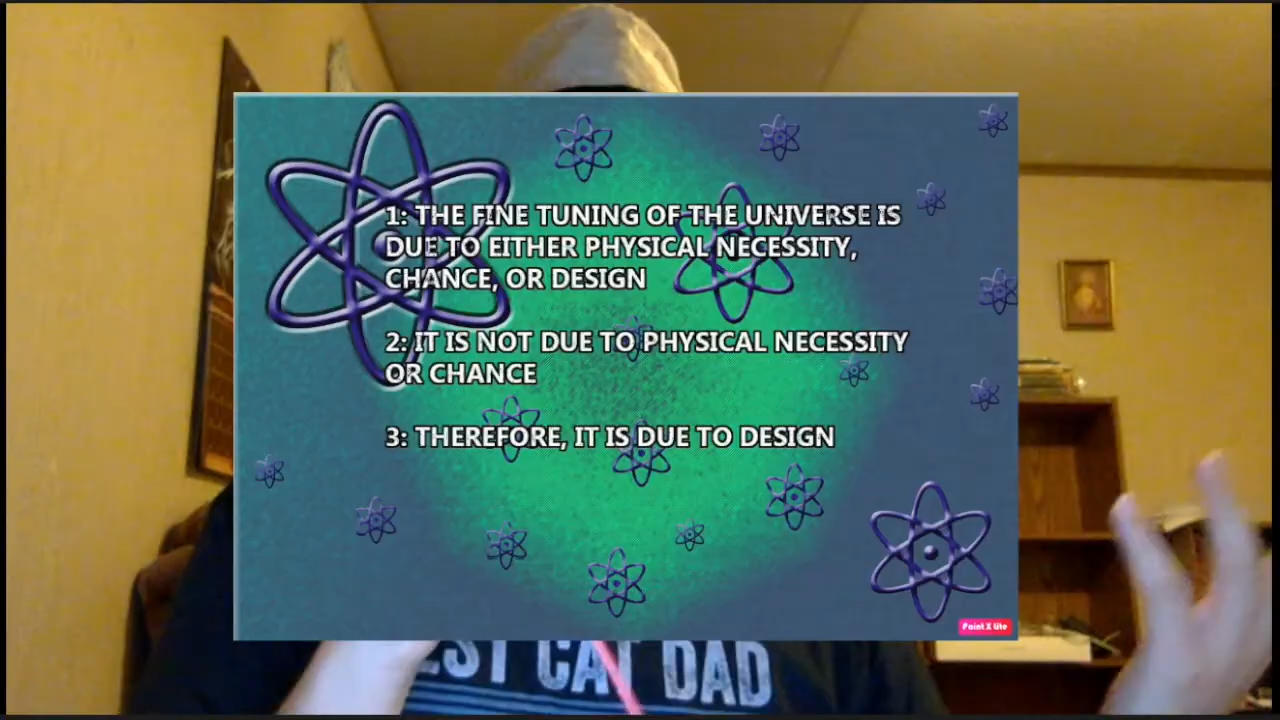 1: THE FINE TUNING OF THE UNIVERSE IS
DUE TO EITHER PHYSICAL NECESSITY,
CHANCE, OR DESIGN
2: IT IS NOT DUE TO PHYSICAL NECESSITY
OR CHANCE
3: THEREFORE, IT IS DUE TO DESIGN
Paint X Lite
CAT DAD